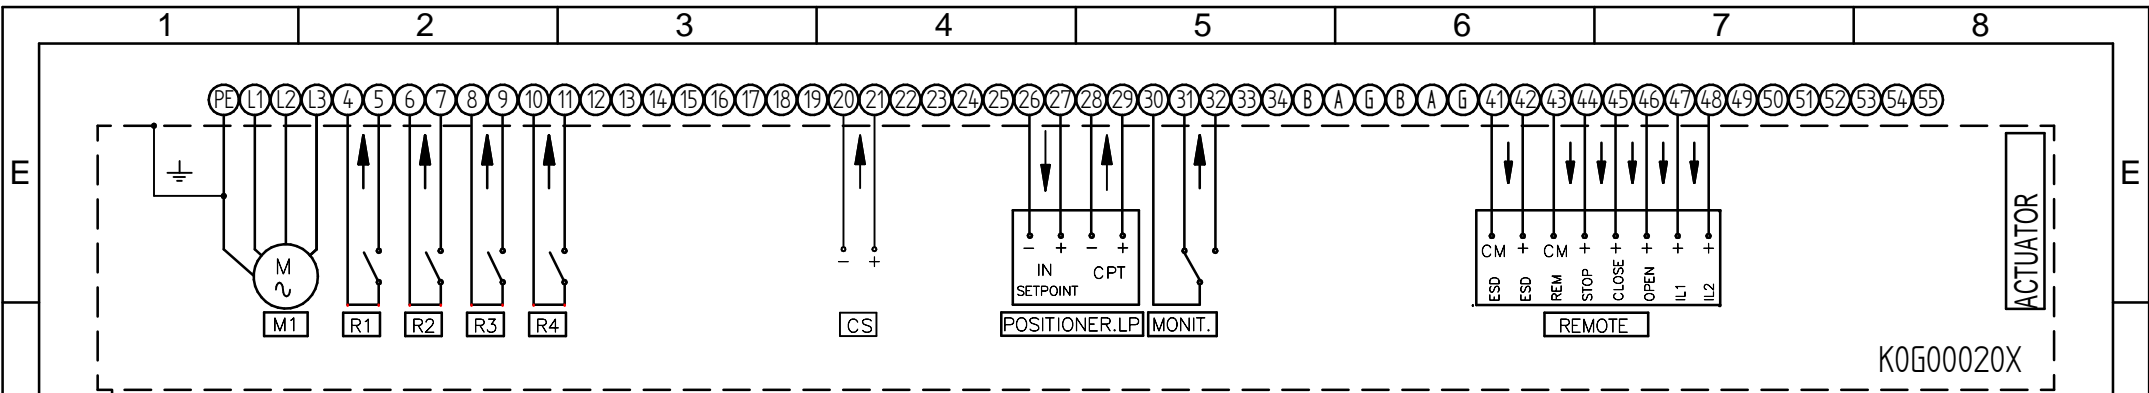 1 2 3 4 5 6 7 8
PE L1 L2 L3 4 5 6 7 8 9 10 11 12 13 14 15 16 17 18 19 20 21 22 23 24 25 26 27 28 29 30 31 32 33 34 B A G B A G 41 42 43 44 45 46 47 48 49 50 51 52 53 54 55
E E
ACTUATOR
M
− +
− + − +
IN CPT
SETPOINT
CM + CM + + + + +
ESD ESD REM STOP CLOSE OPEN IL1 IL2
M1 R1 R2 R3 R4 CS POSITIONER.LP MONIT. REMOTE
K0G00020X